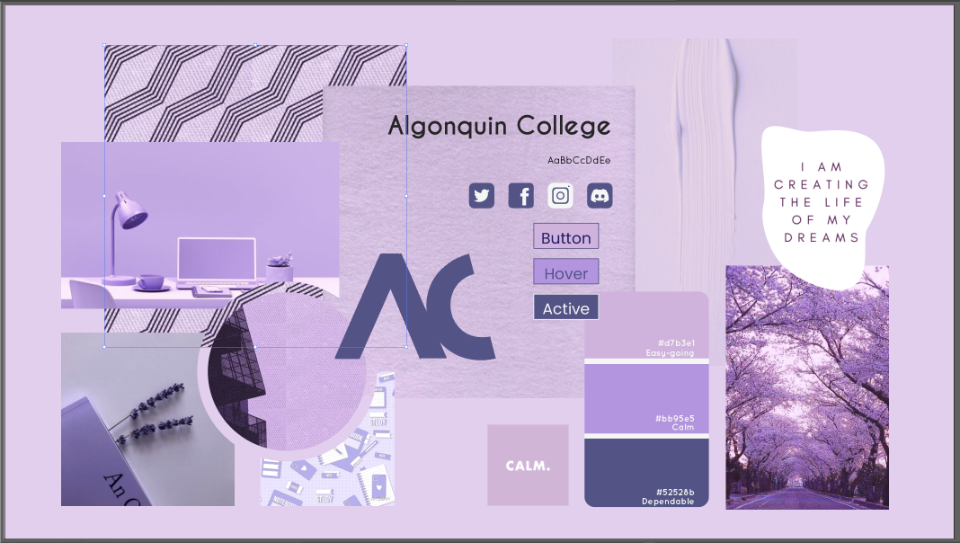 Algonquin College
AaBbCcDdEe
Button
Hover
Active
AC
I AM
CREATING
THE LIFE
OF MY
DREAMS
#d7b3e1
Easy-going
#bb95e5
Calm
#52528b
Dependable
CALM.
An C